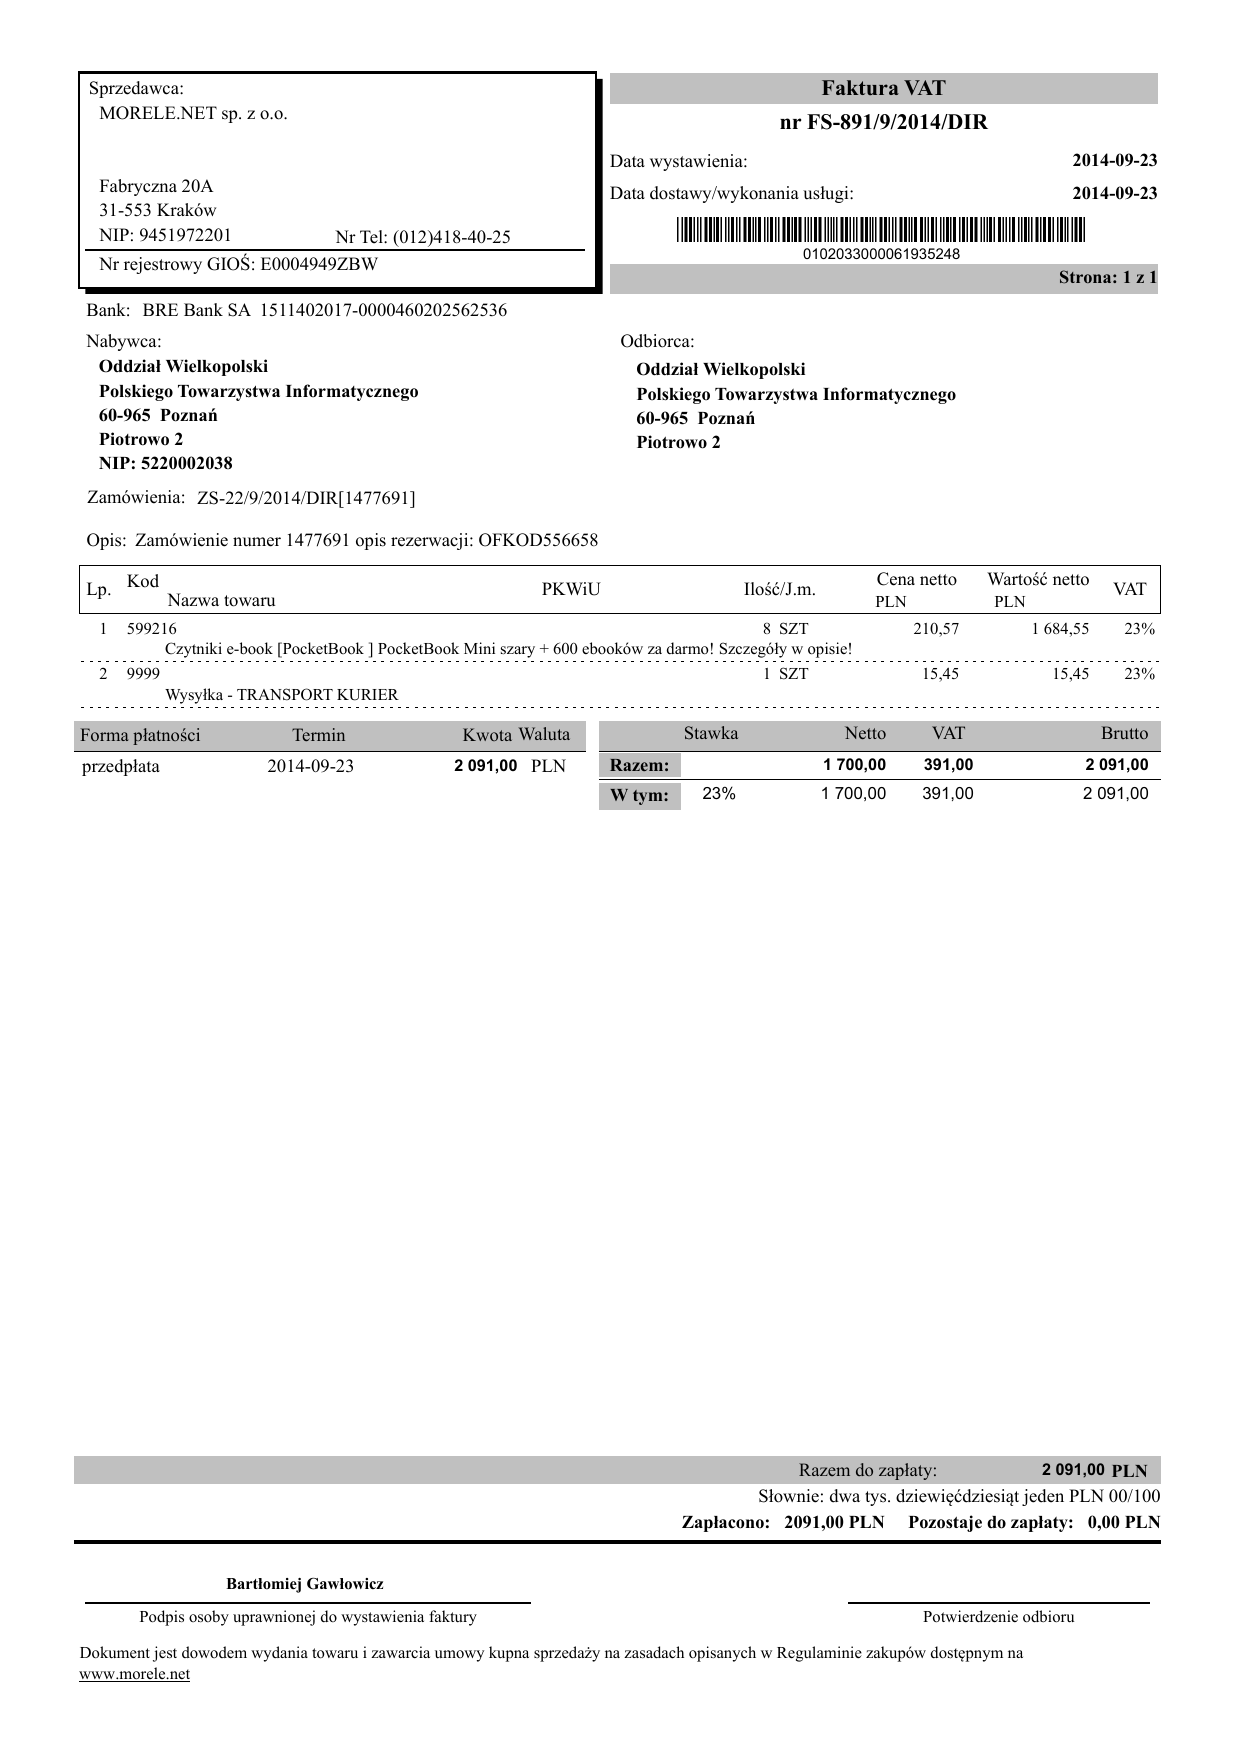 Sprzedawca:
MORELE.NET sp. z o.o.
Fabryczna 20A
31-553 Kraków
NIP: 9451972201 Nr Tel: (012)418-40-25
Nr rejestrowy GIOŚ: E0004949ZBW
Faktura VAT
nr FS-891/9/2014/DIR
Data wystawienia: 2014-09-23
Data dostawy/wykonania usługi: 2014-09-23
0102033000061935248
Strona: 1 z 1
Bank: BRE Bank SA 1511402017-0000460202562536
Nabywca:
Oddział Wielkopolski
Polskiego Towarzystwa Informatycznego
60-965 Poznań
Piotrowo 2
NIP: 5220002038
Odbiorca:
Oddział Wielkopolski
Polskiego Towarzystwa Informatycznego
60-965 Poznań
Piotrowo 2
Zamówienia: ZS-22/9/2014/DIR[1477691]
Opis: Zamówienie numer 1477691 opis rezerwacji: OFKOD556658
Lp. Kod Nazwa towaru PKWiU Ilość/J.m. Cena netto PLN Wartość netto PLN VAT
1 599216 8 SZT 210,57 1 684,55 23%
Czytniki e-book [PocketBook ] PocketBook Mini szary + 600 ebooków za darmo! Szczegóły w opisie!
2 9999 1 SZT 15,45 15,45 23%
Wysyłka - TRANSPORT KURIER
Forma płatności Termin Kwota Waluta
przedpłata 2014-09-23 2 091,00 PLN
Stawka Netto VAT Brutto
Razem: 1 700,00 391,00 2 091,00
W tym: 23% 1 700,00 391,00 2 091,00
Razem do zapłaty: 2 091,00 PLN
Słownie: dwa tys. dziewięćdziesiąt jeden PLN 00/100
Zapłacono: 2091,00 PLN Pozostaje do zapłaty: 0,00 PLN
Bartłomiej Gawłowicz
Podpis osoby uprawnionej do wystawienia faktury
Potwierdzenie odbioru
Dokument jest dowodem wydania towaru i zawarcia umowy kupna sprzedaży na zasadach opisanych w Regulaminie zakupów dostępnym na
www.morele.net